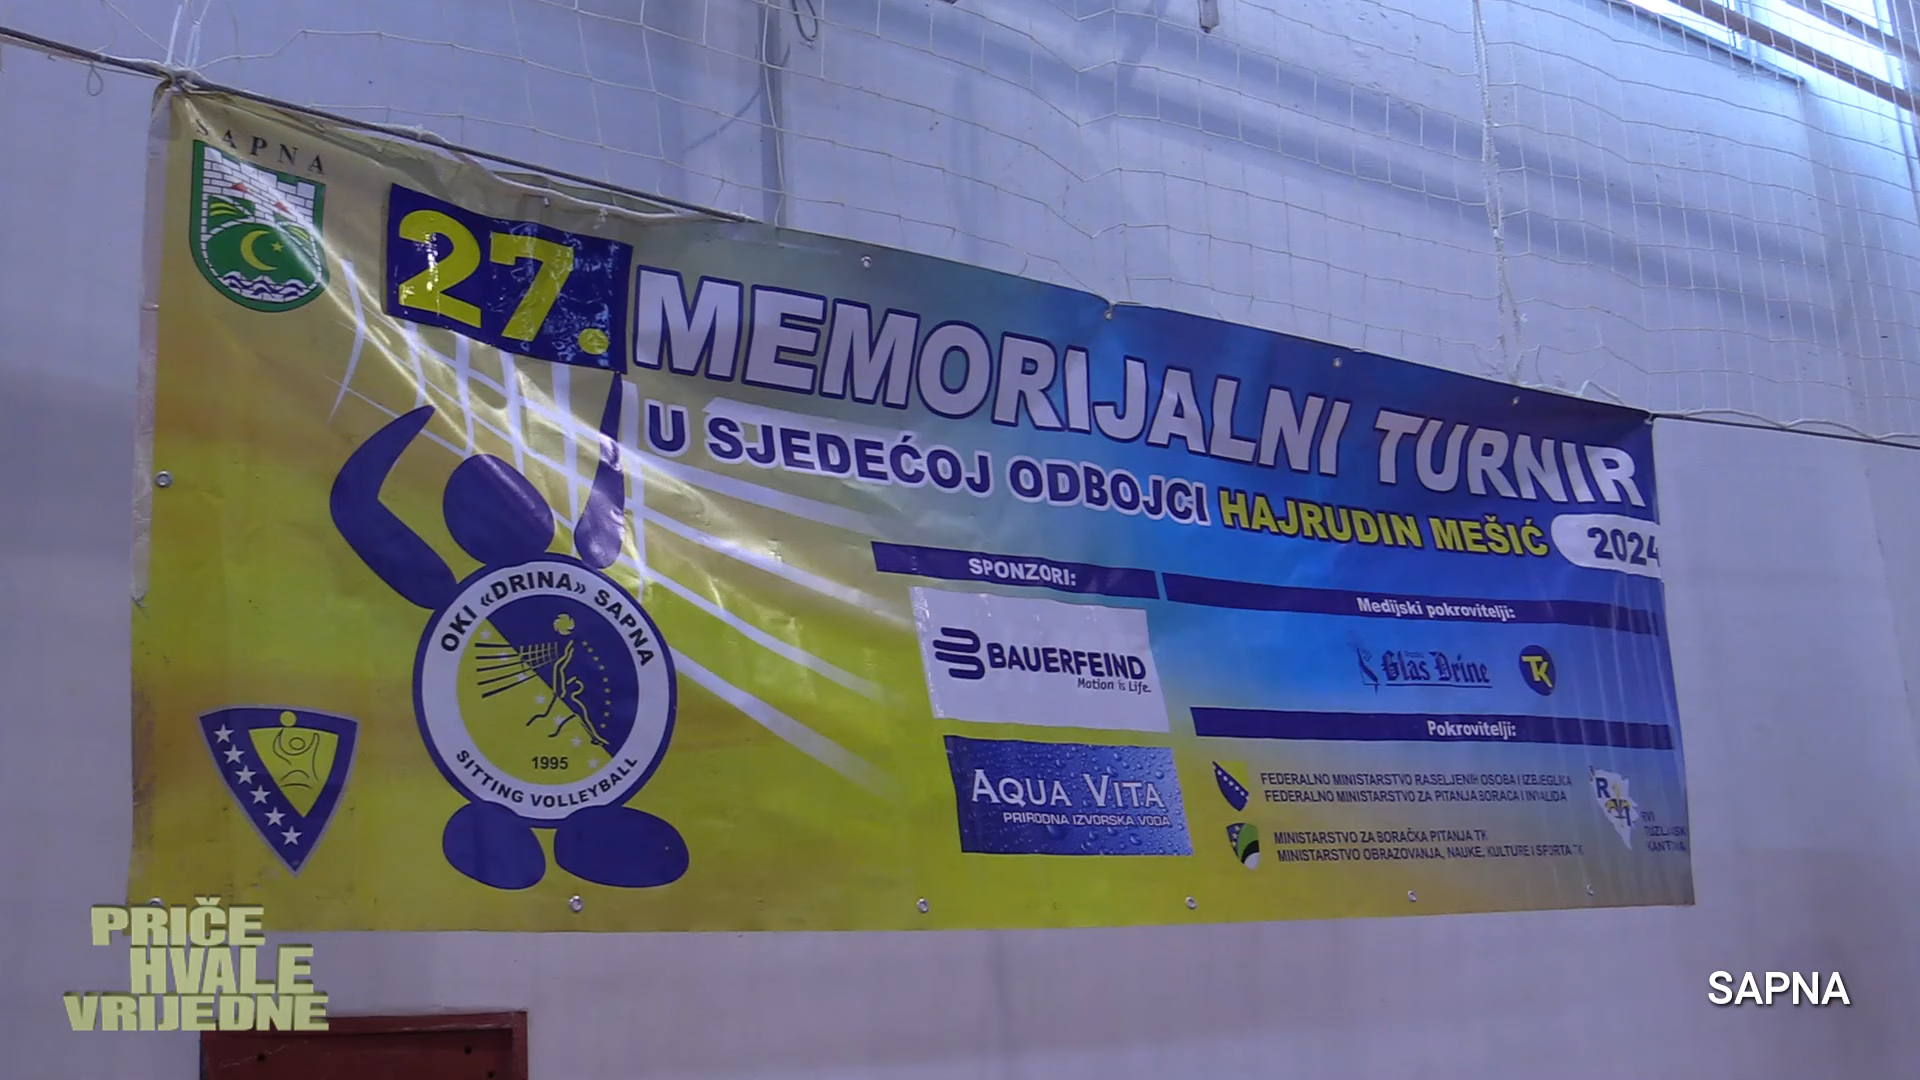 SAPNA
27. MEMORIJALNI TURNIR
U SJEDEĆOJ ODBOJCI HAJRUDIN MEŠIĆ 2024
OKI «DRINA» SAPNA
1995
SITTING VOLLEYBALL
SPONZORI:
BAUERFEIND
Motion is Life.
AQUA VITA
PRIRODNA IZVORSKA VODA
Medijski pokrovitelji:
Glas Drine
TK
Pokrovitelji:
FEDERALNO MINISTARSTVO RASELJENIH OSOBA I IZBJEGLICA
FEDERALNO MINISTARSTVO ZA PITANJA BORACA I INVALIDA
MINISTARSTVO ZA BORAČKA PITANJA TK
MINISTARSTVO OBRAZOVANJA, NAUKE, KULTURE I SPORTA TK
PRIČE
HVALE
VRIJEDNE
SAPNA